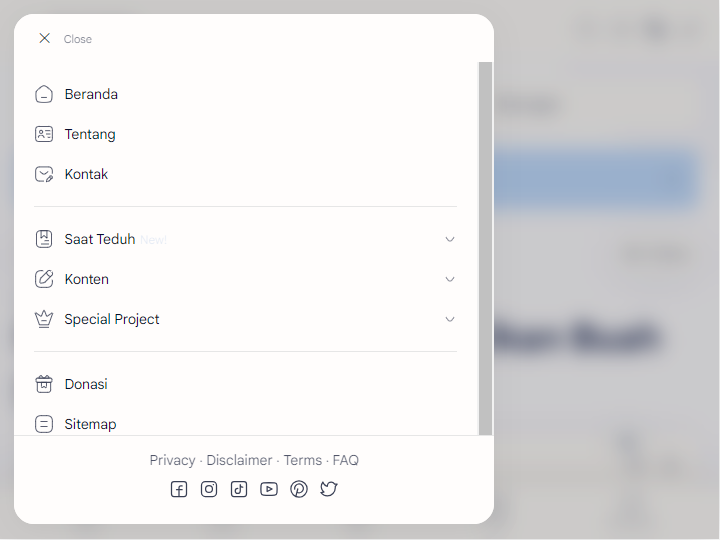 Close
Beranda
Tentang
Kontak
Saat Teduh New!
Konten
Special Project
Donasi
Sitemap
Privacy · Disclaimer · Terms · FAQ